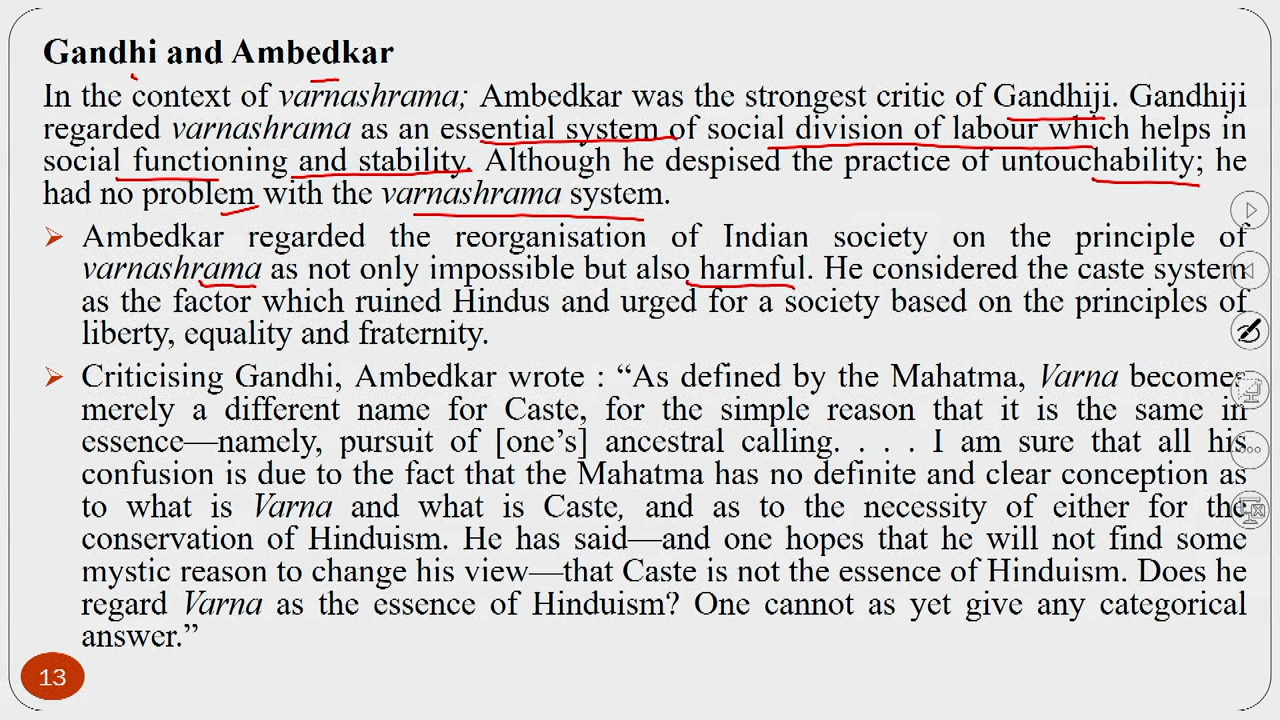 Gandhi and Ambedkar
In the context of varnashrama; Ambedkar was the strongest critic of Gandhiji. Gandhiji
regarded varnashrama as an essential system of social division of labour which helps in
social functioning and stability. Although he despised the practice of untouchability; he
had no problem with the varnashrama system.
Ambedkar regarded the reorganisation of Indian society on the principle of
varnashrama as not only impossible but also harmful. He considered the caste system
as the factor which ruined Hindus and urged for a society based on the principles of
liberty, equality and fraternity.
Criticising Gandhi, Ambedkar wrote : “As defined by the Mahatma, Varna becomes
merely a different name for Caste, for the simple reason that it is the same in
essence—namely, pursuit of [one’s] ancestral calling. . . . I am sure that all his
confusion is due to the fact that the Mahatma has no definite and clear conception as
to what is Varna and what is Caste, and as to the necessity of either for the
conservation of Hinduism. He has said—and one hopes that he will not find some
mystic reason to change his view—that Caste is not the essence of Hinduism. Does he
regard Varna as the essence of Hinduism? One cannot as yet give any categorical
answer.”
13